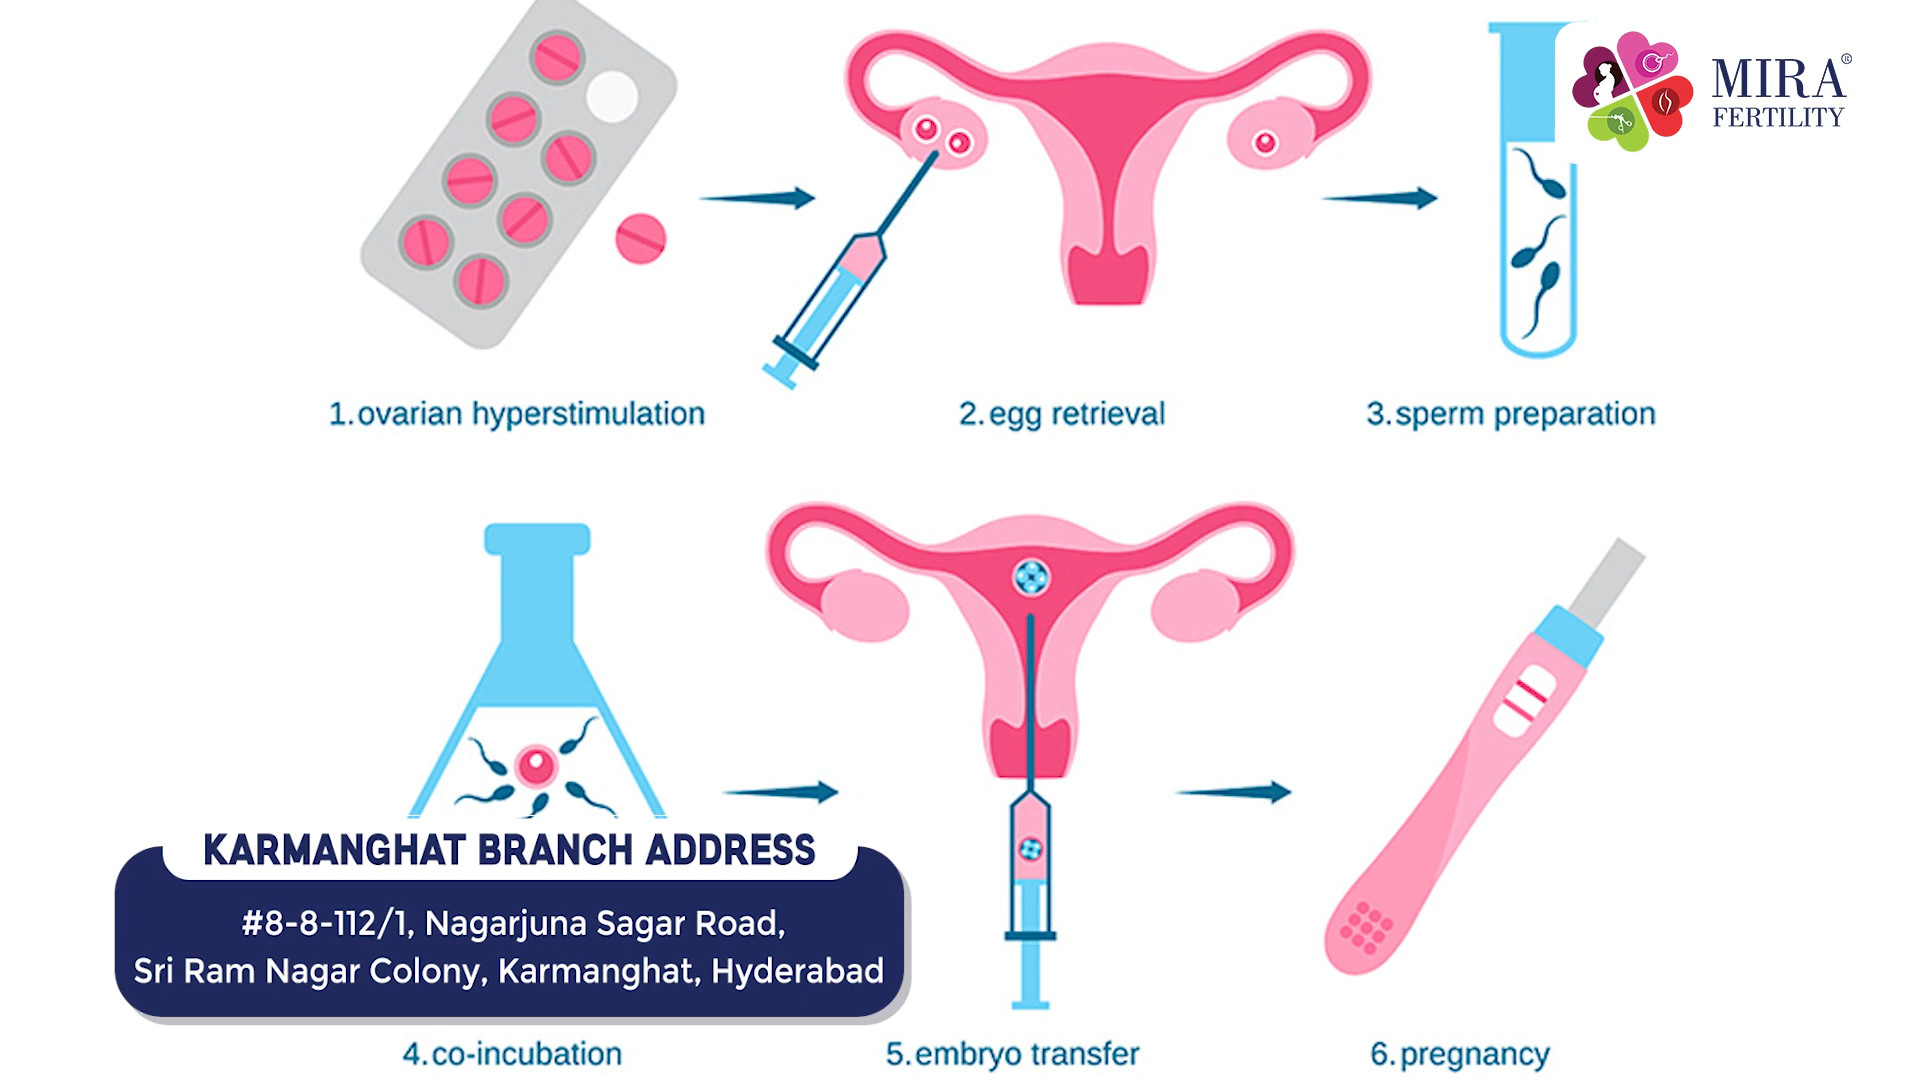 MIRA®
FERTILITY
1.ovarian hyperstimulation
2.egg retrieval
3.sperm preparation
KARMANGHAT BRANCH ADDRESS
#8-8-112/1, Nagarjuna Sagar Road,
Sri Ram Nagar Colony, Karmanghat, Hyderabad
4.co-incubation
5.embryo transfer
6.pregnancy